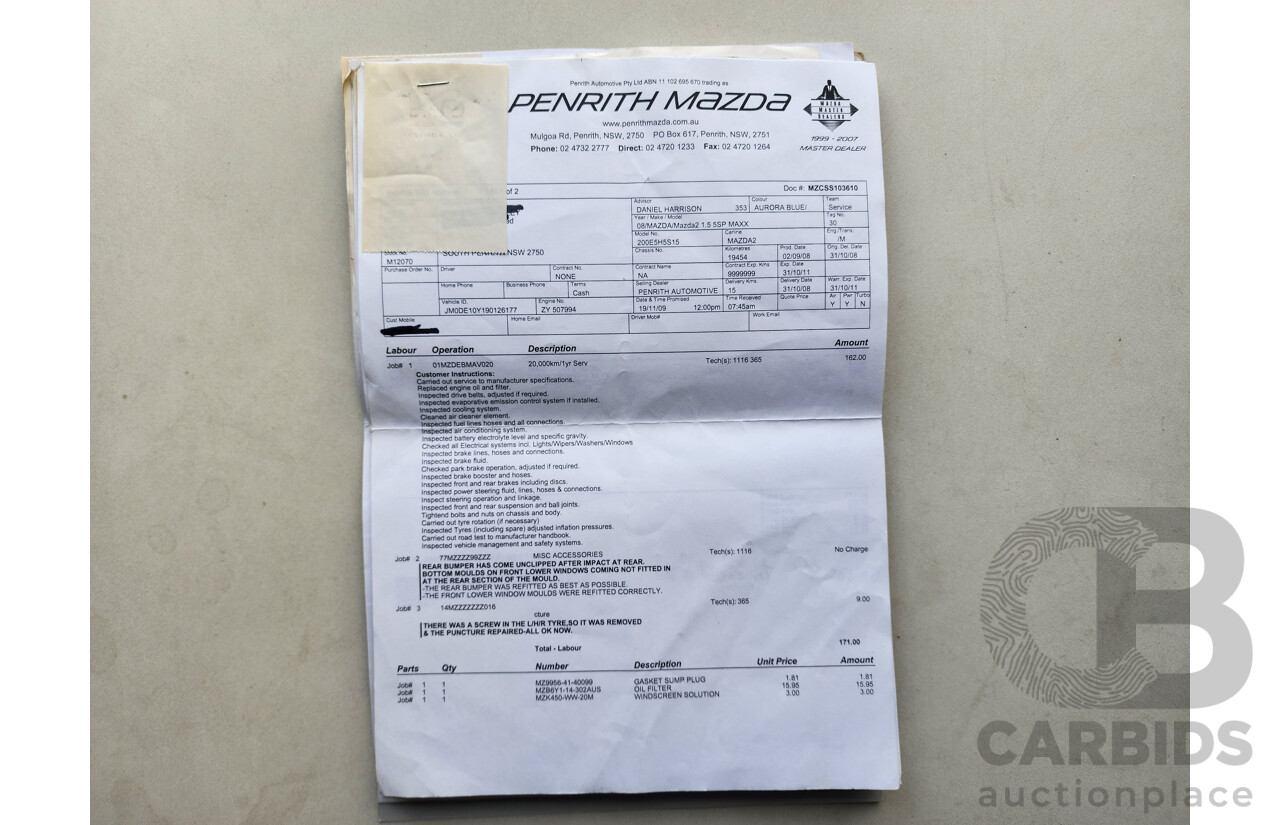 Penrith Automotive Pty Ltd ABN 11 102 695 670 trading as
PENRITH MAZDA
www.penrithmazda.com.au
Mulgoa Rd, Penrith, NSW, 2750 PO Box 617, Penrith, NSW, 2751
Phone: 02 4732 2777 Direct: 02 4720 1233 Fax: 02 4720 1264
MAZDA MASTER DEALERS
1999 - 2007
MASTER DEALER
of 2 Doc #: MZCSS103610
Advisor Colour Team
DANIEL HARRISON 353 AURORA BLUE/ Service
Year / Make / Model Tag No.
08/MAZDA/Mazda2 1.5 5SP MAXX 30
Model No. Carline Eng./Trans.
200E5H5S15 MAZDA2 /M
Chassis No. Kilometres Prod. Date Orig. Del. Date
19454 02/09/08 31/10/08
SOUTH PENRITH NSW 2750
M12070
Purchase Order No. Driver Contract No. Contract Name Contract Exp. Kms Exp. Date
NONE NA 9999999 31/10/11
Home Phone Business Phone Terms Selling Dealer Delivery Kms. Delivery Date Warr. Exp. Date
Cash PENRITH AUTOMOTIVE 15 31/10/08 31/10/11
Vehicle ID. Engine No. Date & Time Promised Time Received Quote Price Air Pwr Turbo
JM0DE10Y190126177 ZY 507994 19/11/09 12:00pm 07:45am Y Y N
Cust Mobile Home Email Driver Mob# Work Email
Labour Operation Description Amount
Job# 1 01MZDEBMAV020 20,000km/1yr Serv Tech(s): 1116 365 162.00
Customer Instructions:
Carried out service to manufacturer specifications.
Replaced engine oil and filter.
Inspected drive belts, adjusted if required.
Inspected evaporative emission control system if installed.
Inspected cooling system.
Cleaned air cleaner element.
Inspected fuel lines hoses and all connections.
Inspected air conditioning system.
Inspected battery electrolyte level and specific gravity.
Checked all Electrical systems incl. Lights/Wipers/Washers/Windows
Inspected brake lines, hoses and connections.
Inspected brake fluid.
Checked park brake operation, adjusted if required.
Inspected brake booster and hoses.
Inspected front and rear brakes including discs.
Inspected power steering fluid, lines, hoses & connections.
Inspect steering operation and linkage.
Inspected front and rear suspension and ball joints.
Tightend bolts and nuts on chassis and body.
Carried out tyre rotation (if necessary)
Inspected Tyres (including spare) adjusted inflation pressures.
Carried out road test to manufacturer handbook.
Inspected vehicle management and safety systems.
Job# 2 77MZZZZ99ZZZ MISC ACCESSORIES Tech(s): 1116 No Charge
REAR BUMPER HAS COME UNCLIPPED AFTER IMPACT AT REAR.
BOTTOM MOULDS ON FRONT LOWER WINDOWS COMING NOT FITTED IN
AT THE REAR SECTION OF THE MOULD.
-THE REAR BUMPER WAS REFITTED AS BEST AS POSSIBLE.
-THE FRONT LOWER WINDOW MOULDS WERE REFITTED CORRECTLY.
Job# 3 14MZZZZZZZ016 cture Tech(s): 365 9.00
THERE WAS A SCREW IN THE L/H/R TYRE,SO IT WAS REMOVED
& THE PUNCTURE REPAIRED-ALL OK NOW.
Total - Labour 171.00
Parts Qty Number Description Unit Price Amount
Job# 1 1 MZ9956-41-40099 GASKET SUMP PLUG 1.81 1.81
Job# 1 1 MZB6Y1-14-302AUS OIL FILTER 15.95 15.95
Job# 1 1 MZK450-WW-20M WINDSCREEN SOLUTION 3.00 3.00
CARBIDS
auctionplace